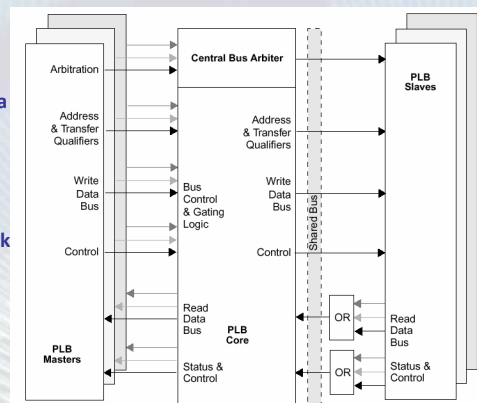 a
k
Arbitration
Address
& Transfer
Qualifiers
Write
Data
Bus
Control
PLB
Masters
Central Bus Arbiter
Bus
Control
& Gating
Logic
Address
& Transfer
Qualifiers
Write
Data
Bus
Control
Read
Data
Bus
PLB
Core
Status &
Control
Shared Bus
OR
OR
PLB
Slaves
Read
Data
Bus
Status &
Control